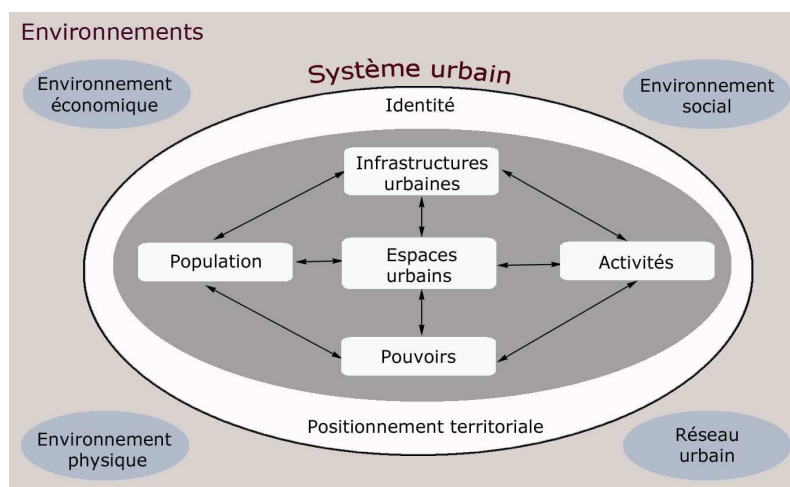 Environnements
Environnement
économique
Système urbain
Environnement
social
Identité
Infrastructures
urbaines
Population
Espaces
urbains
Activités
Pouvoirs
Positionnement territoriale
Environnement
physique
Réseau
urbain